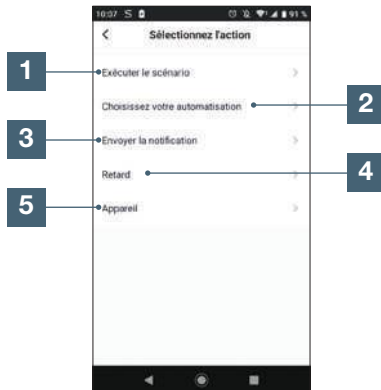 10:07 S 91 %
Sélectionnez l'action
1
Exécuter le scénario
Choisissez votre automatisation
2
3
Envoyer la notification
Retard
4
5
Appareil